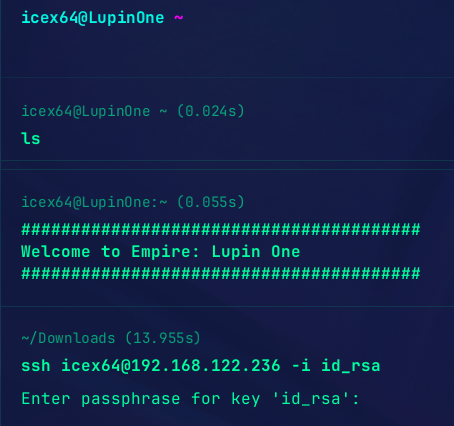 icex64@LupinOne ~
icex64@LupinOne ~ (0.024s)
ls
icex64@LupinOne:~ (0.055s)
########################################
Welcome to Empire: Lupin One
########################################
~/Downloads (13.955s)
ssh icex64@192.168.122.236 -i id_rsa
Enter passphrase for key 'id_rsa':